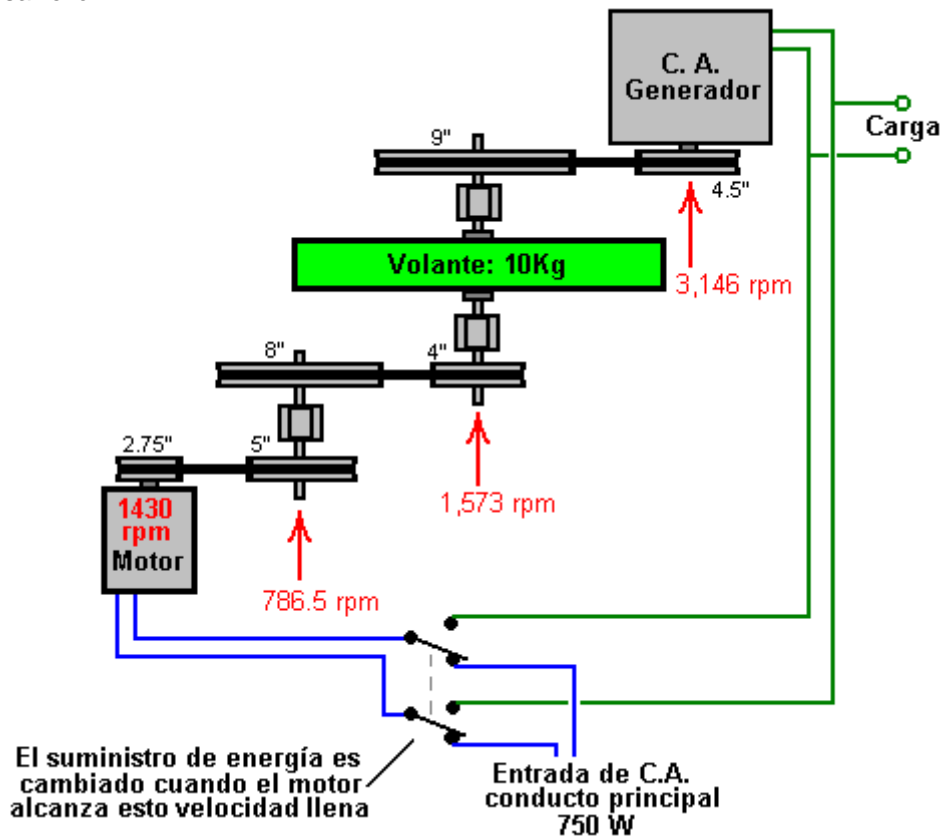 C. A.
Generador
Carga
9"
4.5"
Volante: 10Kg
3,146 rpm
8"
4"
2.75"
5"
1,573 rpm
1430
rpm
Motor
786.5 rpm
El suministro de energía es
cambiado cuando el motor
alcanza esto velocidad llena
Entrada de C.A.
conducto principal
750 W